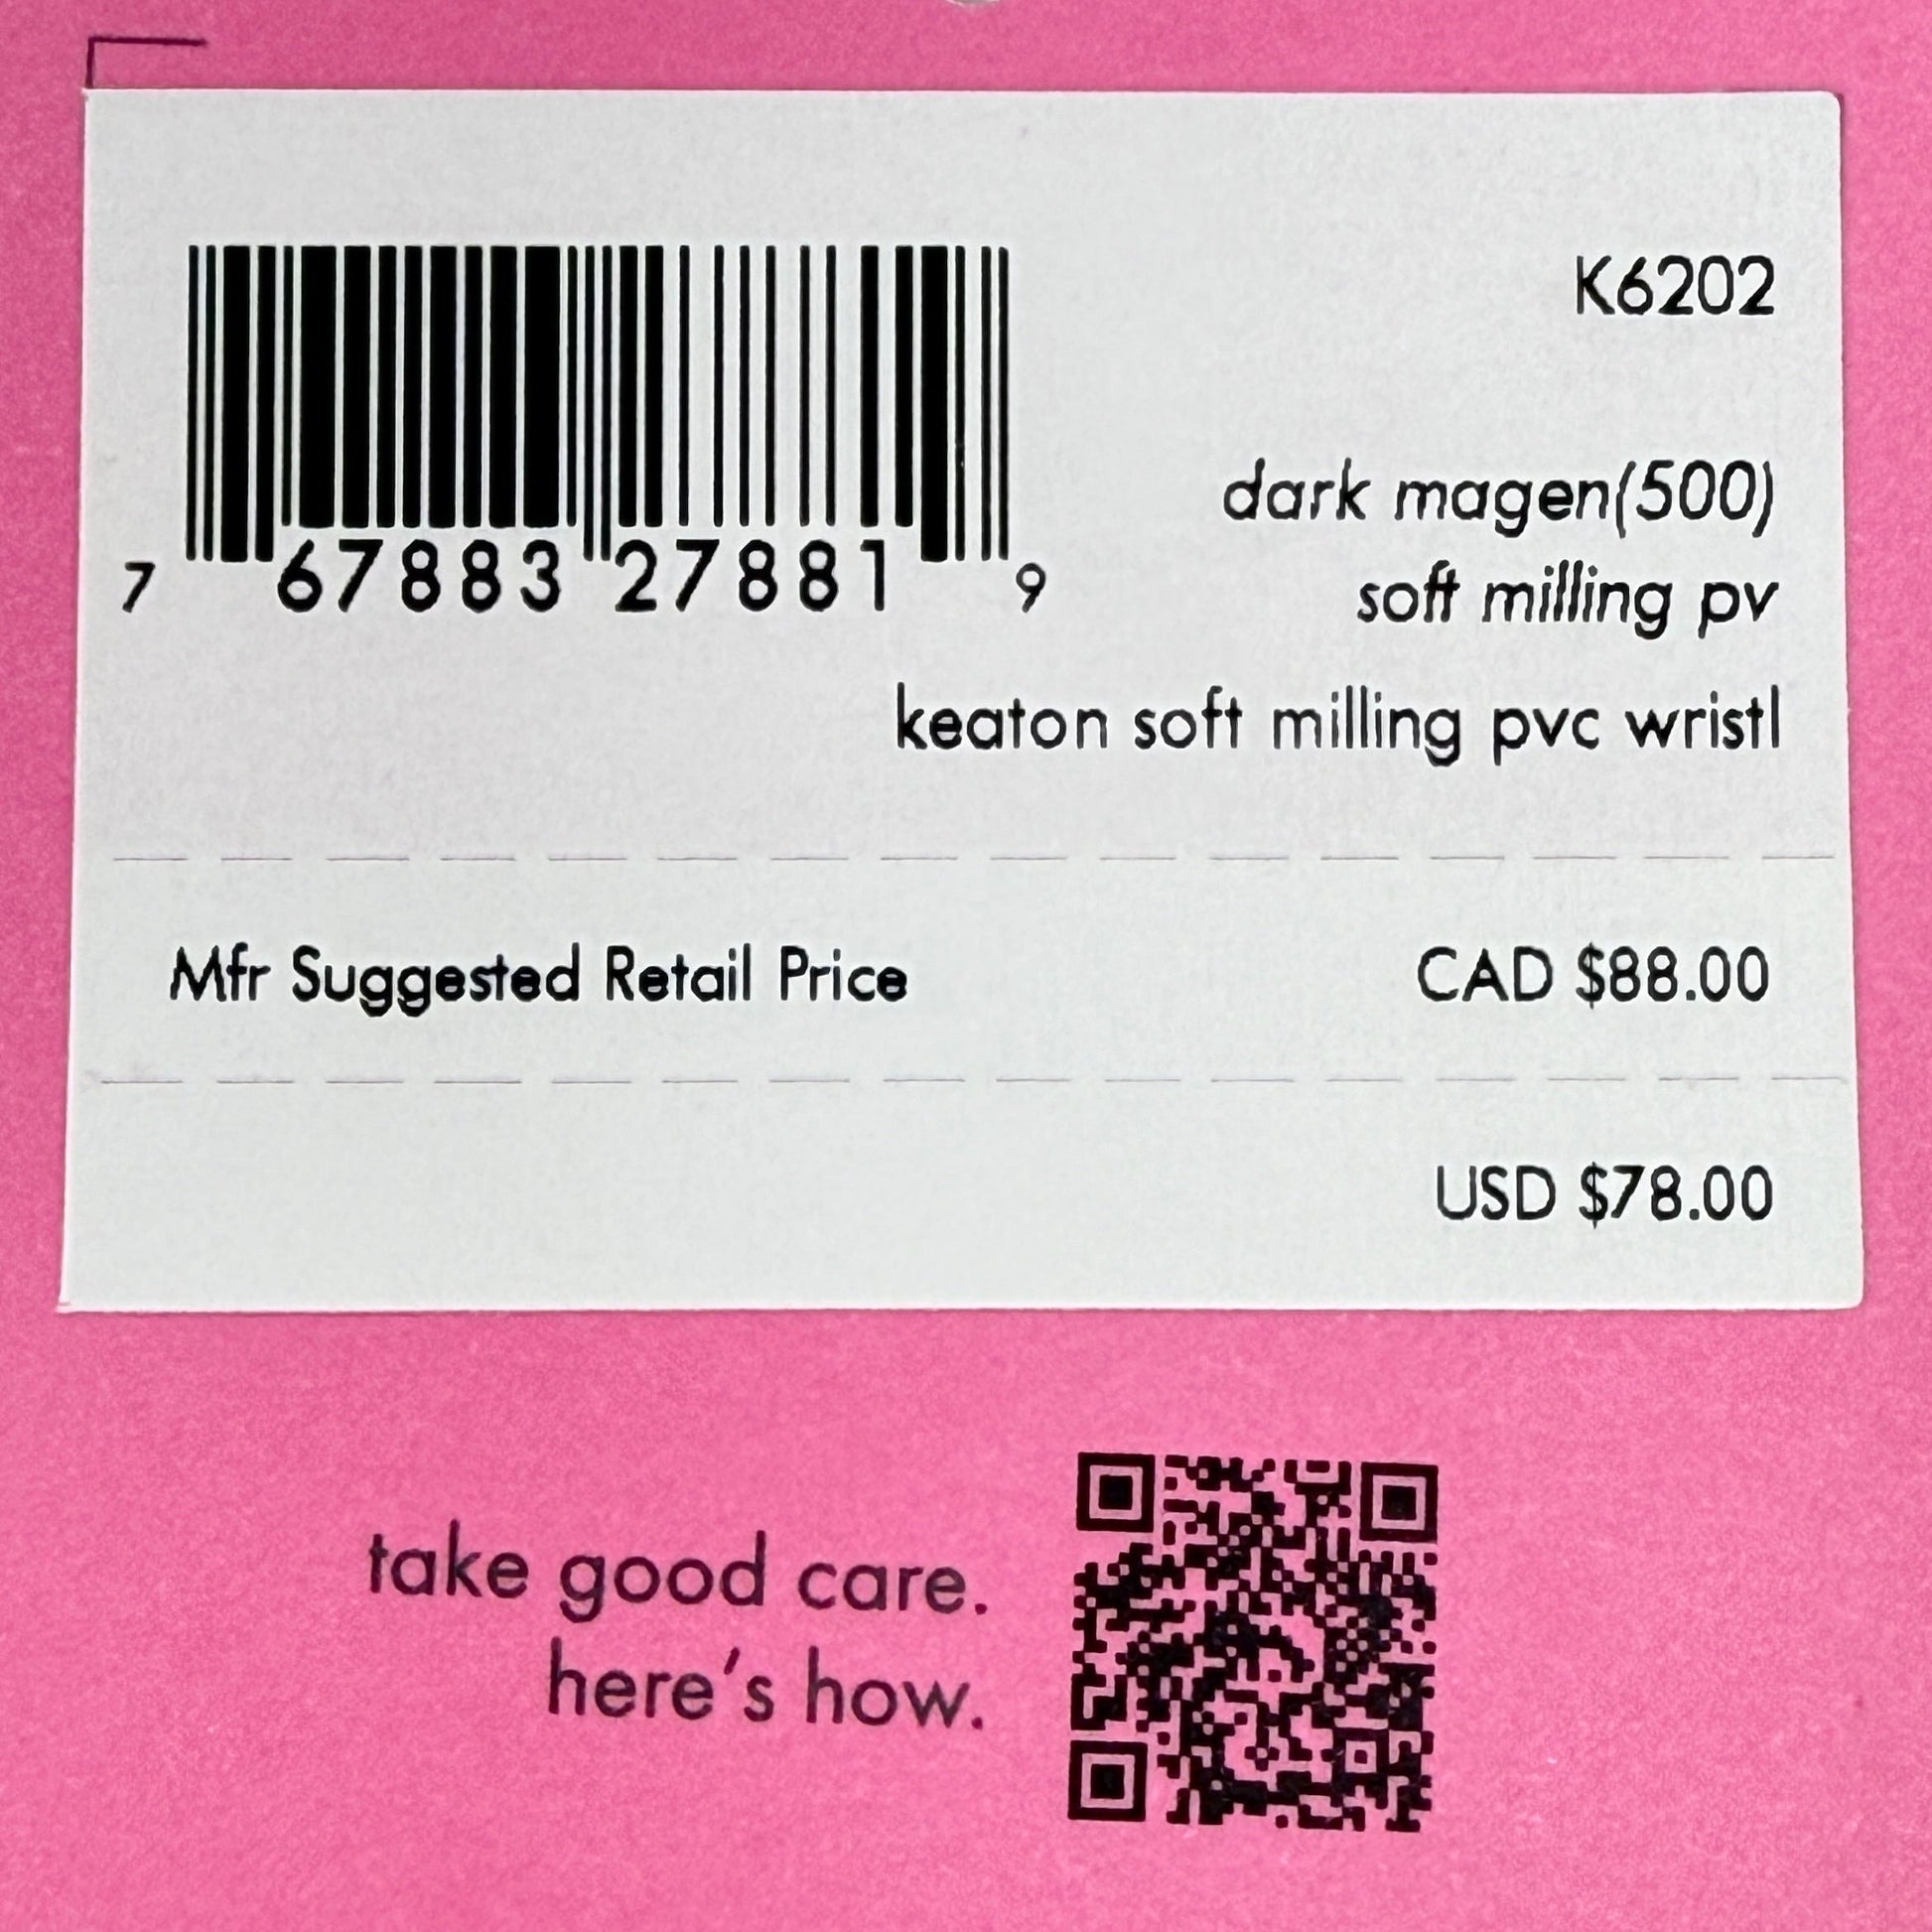 K6202
7 67883 27881 9
dark magen(500)
soft milling pv
keaton soft milling pvc wristl
Mfr Suggested Retail Price CAD $88.00
USD $78.00
take good care.
here's how.